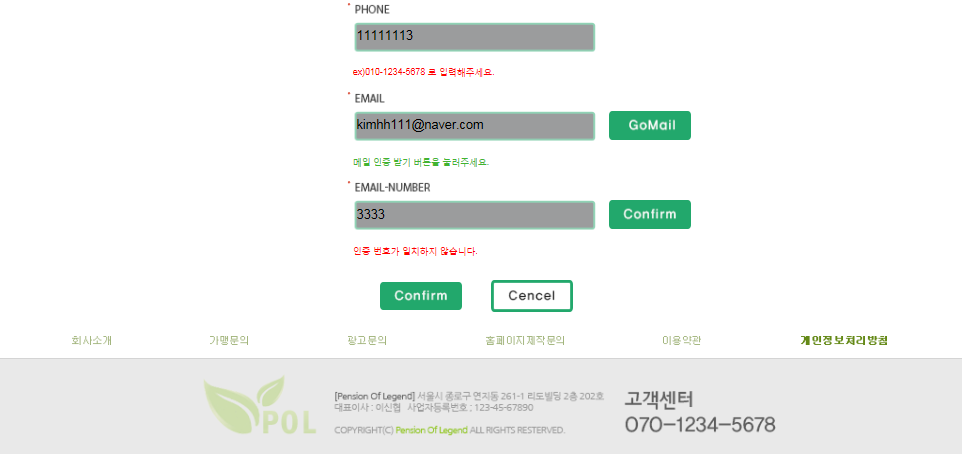 * PHONE
11111113
ex)010-1234-5678 로 입력해주세요.
* EMAIL
kimhh111@naver.com GoMail
메일 인증 받기 버튼을 눌러주세요.
* EMAIL-NUMBER
3333 Confirm
인증 번호가 일치하지 않습니다.
Confirm Cencel
회사소개 가맹문의 광고문의 홈페이지제작문의 이용약관 개인정보처리방침
POL
[Pension Of Legend] 서울시 종로구 연지동 261-1 리도빌딩 2층 202호
대표이사 : 이신협 사업자등록번호 : 123-45-67890
COPYRIGHT(C) Pension Of Legend ALL RIGHTS RESTERVED.
고객센터
070-1234-5678